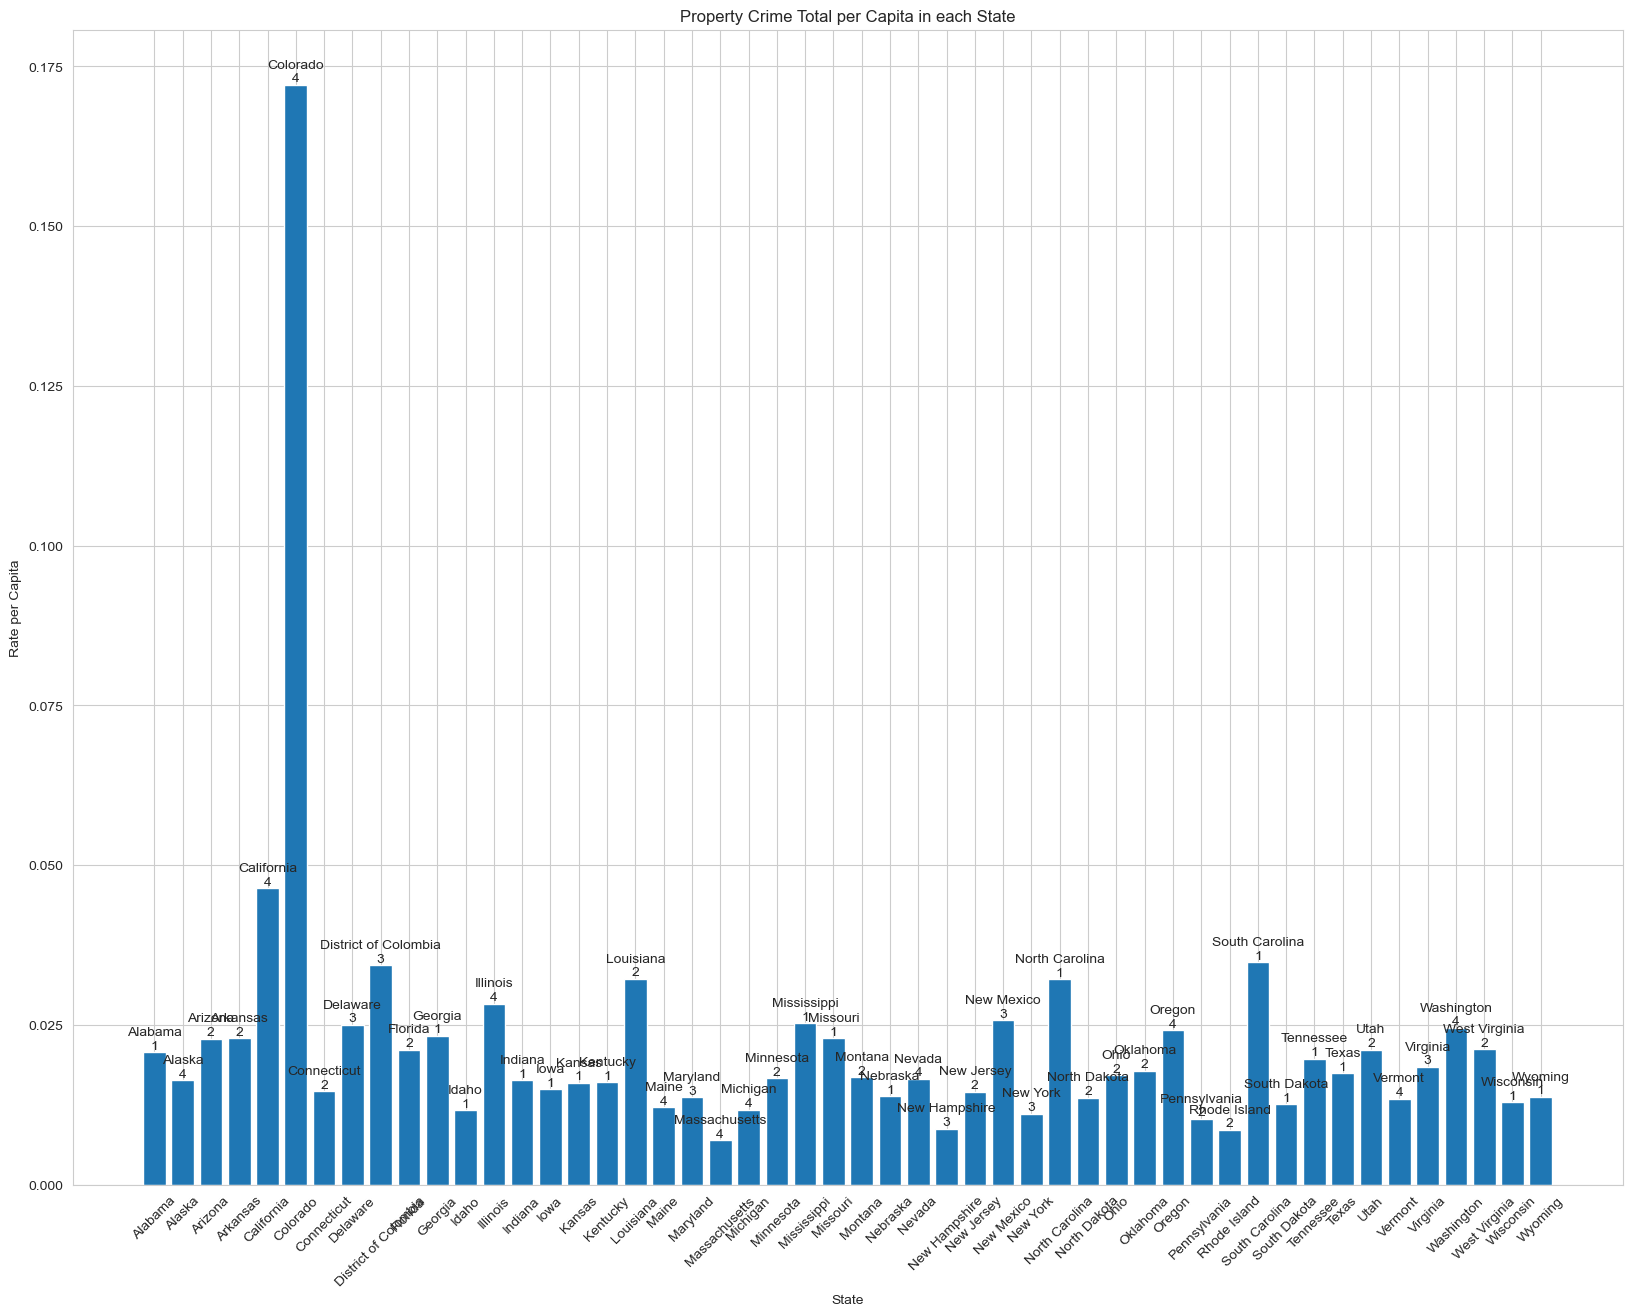 Property Crime Total per Capita in each State
Rate per Capita
0.175
0.150
0.125
0.100
0.075
0.050
0.025
0.000
Alabama
1
Alaska
4
Arizona
2
Arkansas
2
California
4
Colorado
4
Connecticut
2
Delaware
3
District of Colombia
3
Florida
2
Georgia
1
Idaho
1
Illinois
4
Indiana
1
Iowa
1
Kansas
1
Kentucky
1
Louisiana
2
Maine
4
Maryland
3
Massachusetts
4
Michigan
4
Minnesota
2
Mississippi
1
Missouri
1
Montana
2
Nebraska
1
Nevada
4
New Hampshire
3
New Jersey
2
New Mexico
3
New York
3
North Carolina
1
North Dakota
2
Ohio
2
Oklahoma
2
Oregon
4
Pennsylvania
2
Rhode Island
2
South Carolina
1
South Dakota
1
Tennessee
1
Texas
1
Utah
2
Vermont
4
Virginia
3
Washington
4
West Virginia
2
Wisconsin
1
Wyoming
1
Alabama
Alaska
Arizona
Arkansas
California
Colorado
Connecticut
Delaware
District of Colombia
Florida
Georgia
Idaho
Illinois
Indiana
Iowa
Kansas
Kentucky
Louisiana
Maine
Maryland
Massachusetts
Michigan
Minnesota
Mississippi
Missouri
Montana
Nebraska
Nevada
New Hampshire
New Jersey
New Mexico
New York
North Carolina
North Dakota
Ohio
Oklahoma
Oregon
Pennsylvania
Rhode Island
South Carolina
South Dakota
Tennessee
Texas
Utah
Vermont
Virginia
Washington
West Virginia
Wisconsin
Wyoming
State